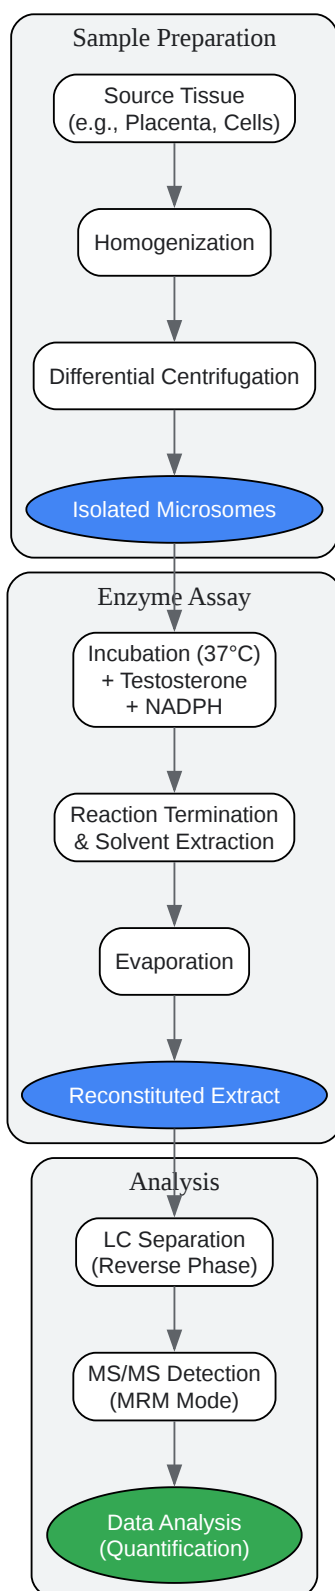 Sample Preparation
Source Tissue
(e.g., Placenta, Cells)
Homogenization
Differential Centrifugation
Isolated Microsomes
Enzyme Assay
Incubation (37°C)
+ Testosterone
+ NADPH
Reaction Termination
& Solvent Extraction
Evaporation
Reconstituted Extract
Analysis
LC Separation
(Reverse Phase)
MS/MS Detection
(MRM Mode)
Data Analysis
(Quantification)